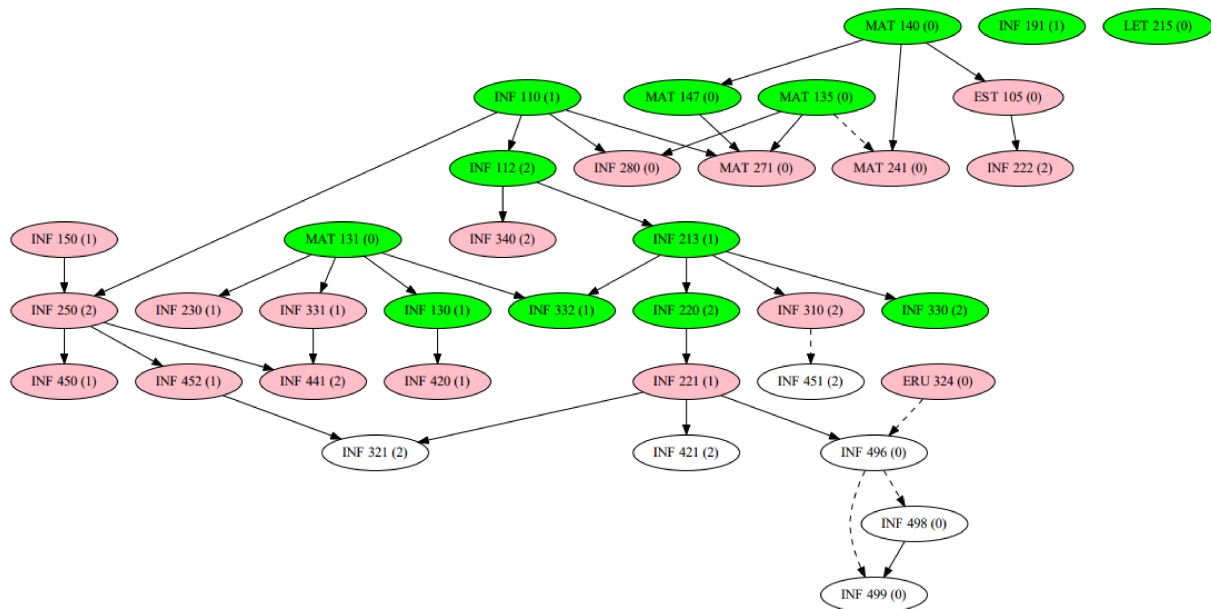 MAT 140 (0)
INF 191 (1)
LET 215 (0)
INF 110 (1)
MAT 147 (0)
MAT 135 (0)
EST 105 (0)
INF 112 (2)
INF 280 (0)
MAT 271 (0)
MAT 241 (0)
INF 222 (2)
INF 150 (1)
MAT 131 (0)
INF 340 (2)
INF 213 (1)
INF 250 (2)
INF 230 (1)
INF 331 (1)
INF 130 (1)
INF 332 (1)
INF 220 (2)
INF 310 (2)
INF 330 (2)
INF 450 (1)
INF 452 (1)
INF 441 (2)
INF 420 (1)
INF 221 (1)
INF 451 (2)
ERU 324 (0)
INF 321 (2)
INF 421 (2)
INF 496 (0)
INF 498 (0)
INF 499 (0)